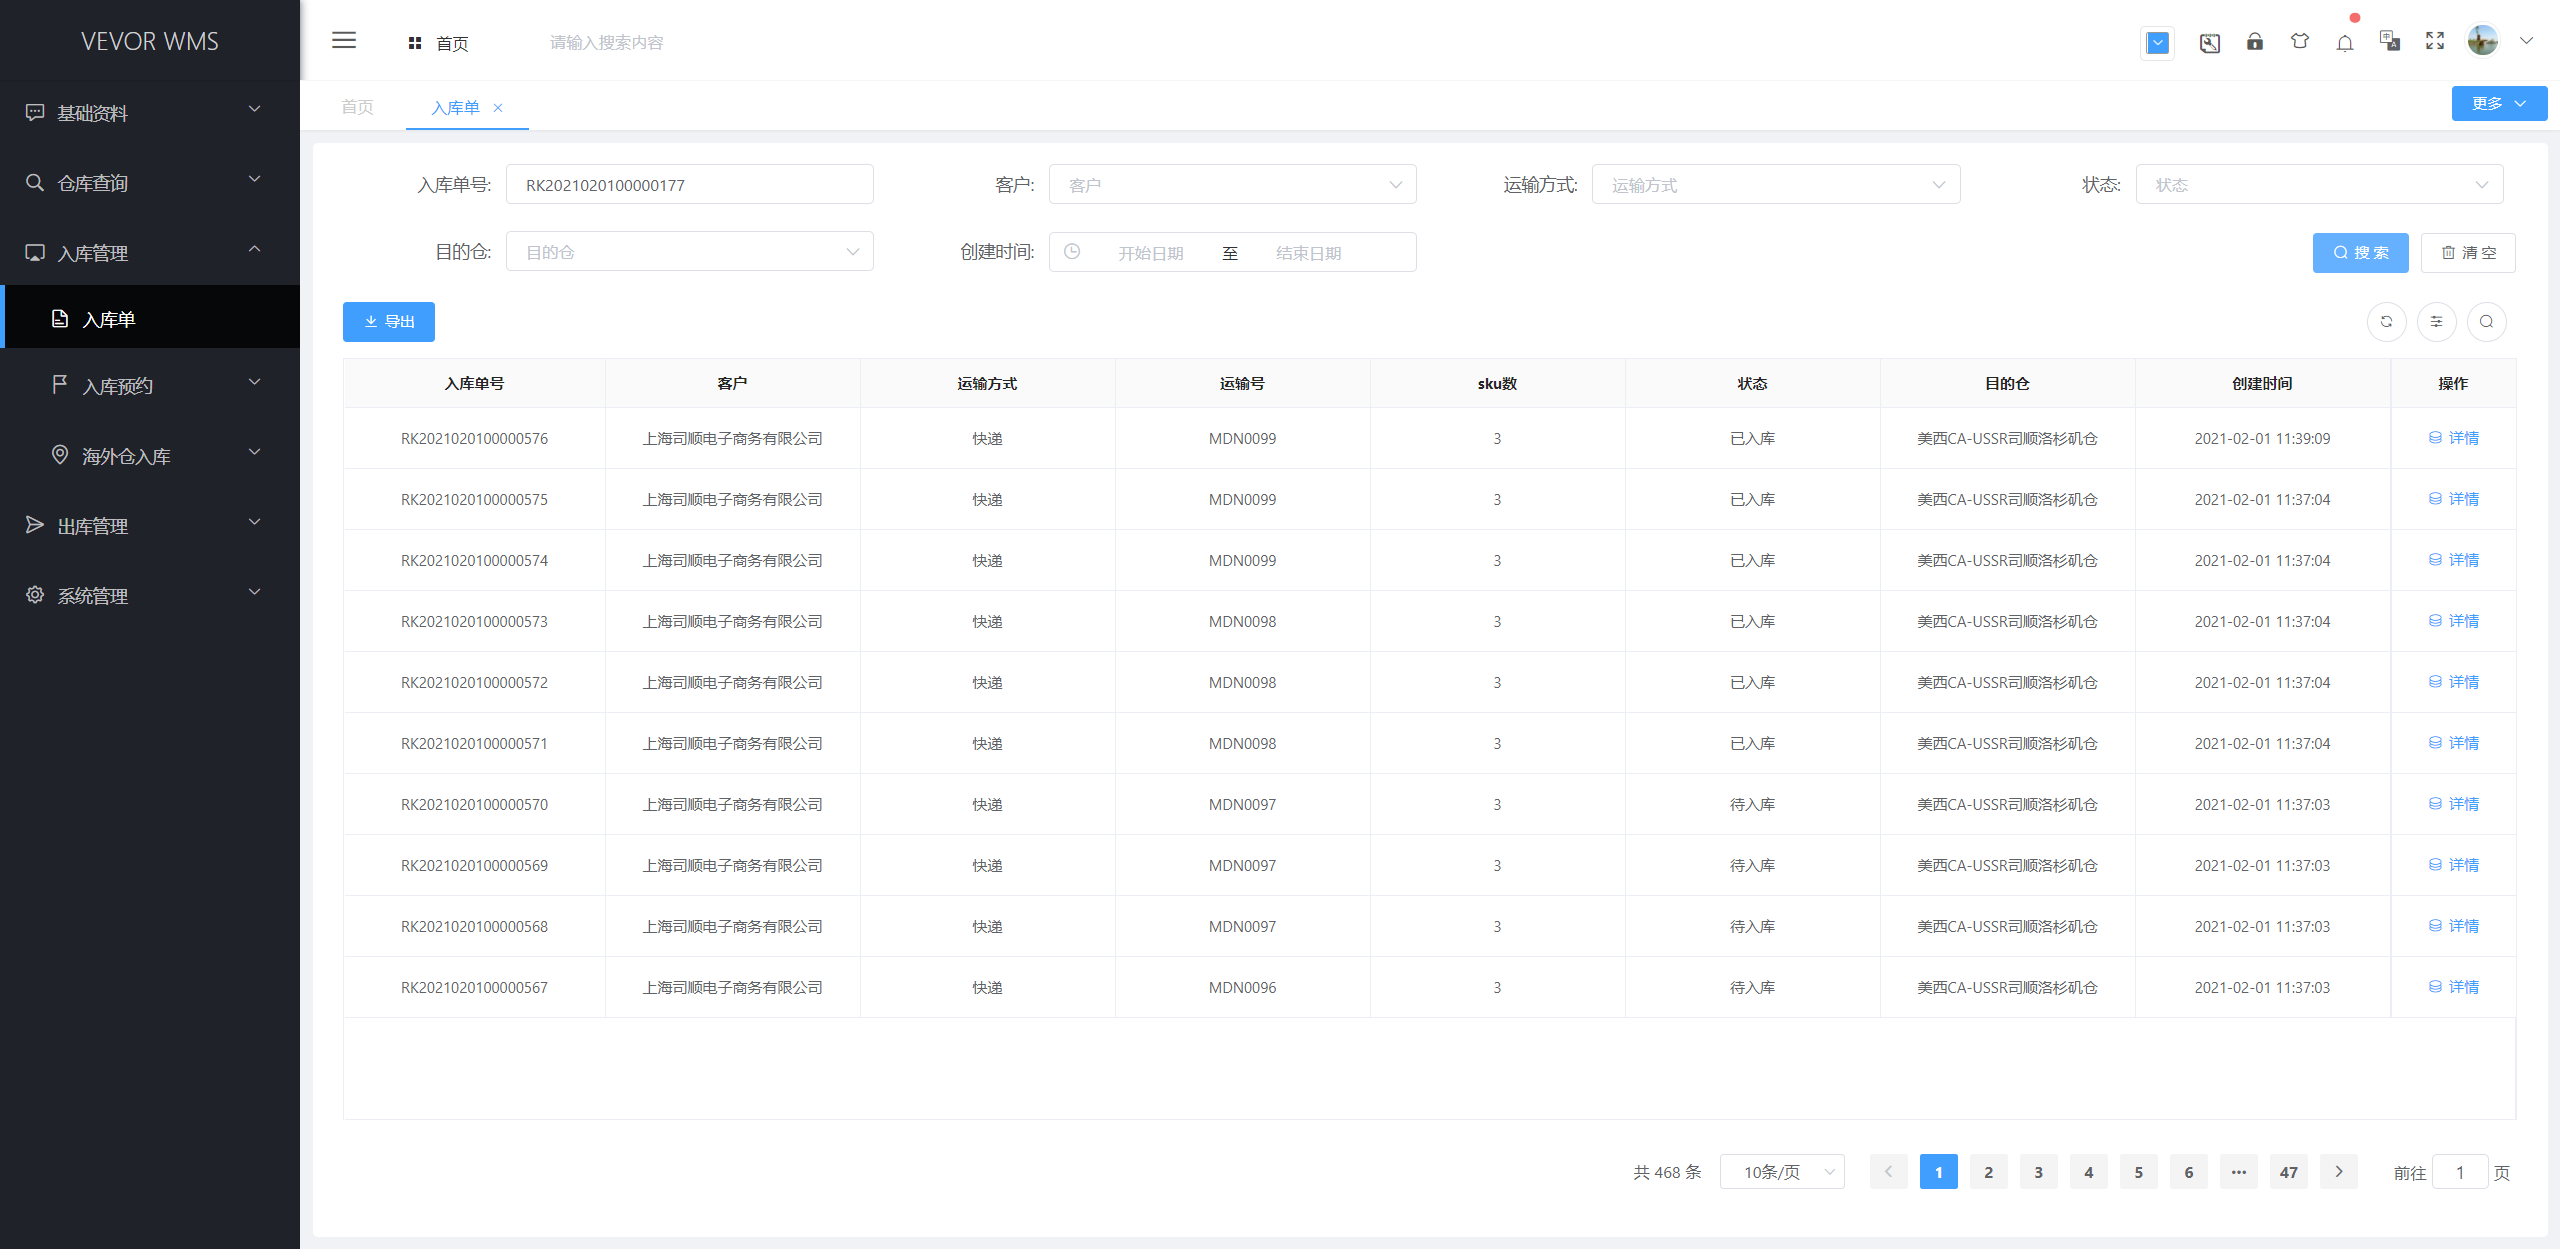 VEVOR WMS
首页
请输入搜索内容
基础资料
仓库查询
入库管理
入库单
入库预约
海外仓入库
出库管理
系统管理
首页 入库单
更多
入库单号: RK2021020100000177 客户: 客户 运输方式: 运输方式 状态: 状态
目的仓: 目的仓 创建时间: 开始日期 至 结束日期 搜 索 清 空
导出
入库单号 客户 运输方式 运输号 sku数 状态 目的仓 创建时间 操作
RK2021020100000576 上海司顺电子商务有限公司 快递 MDN0099 3 已入库 美西CA-USSR司顺洛杉矶仓 2021-02-01 11:39:09 详情
RK2021020100000575 上海司顺电子商务有限公司 快递 MDN0099 3 已入库 美西CA-USSR司顺洛杉矶仓 2021-02-01 11:37:04 详情
RK2021020100000574 上海司顺电子商务有限公司 快递 MDN0099 3 已入库 美西CA-USSR司顺洛杉矶仓 2021-02-01 11:37:04 详情
RK2021020100000573 上海司顺电子商务有限公司 快递 MDN0098 3 已入库 美西CA-USSR司顺洛杉矶仓 2021-02-01 11:37:04 详情
RK2021020100000572 上海司顺电子商务有限公司 快递 MDN0098 3 已入库 美西CA-USSR司顺洛杉矶仓 2021-02-01 11:37:04 详情
RK2021020100000571 上海司顺电子商务有限公司 快递 MDN0098 3 已入库 美西CA-USSR司顺洛杉矶仓 2021-02-01 11:37:04 详情
RK2021020100000570 上海司顺电子商务有限公司 快递 MDN0097 3 待入库 美西CA-USSR司顺洛杉矶仓 2021-02-01 11:37:03 详情
RK2021020100000569 上海司顺电子商务有限公司 快递 MDN0097 3 待入库 美西CA-USSR司顺洛杉矶仓 2021-02-01 11:37:03 详情
RK2021020100000568 上海司顺电子商务有限公司 快递 MDN0097 3 待入库 美西CA-USSR司顺洛杉矶仓 2021-02-01 11:37:03 详情
RK2021020100000567 上海司顺电子商务有限公司 快递 MDN0096 3 待入库 美西CA-USSR司顺洛杉矶仓 2021-02-01 11:37:03 详情
共 468 条 10条/页 1 2 3 4 5 6 ••• 47 前往 1 页